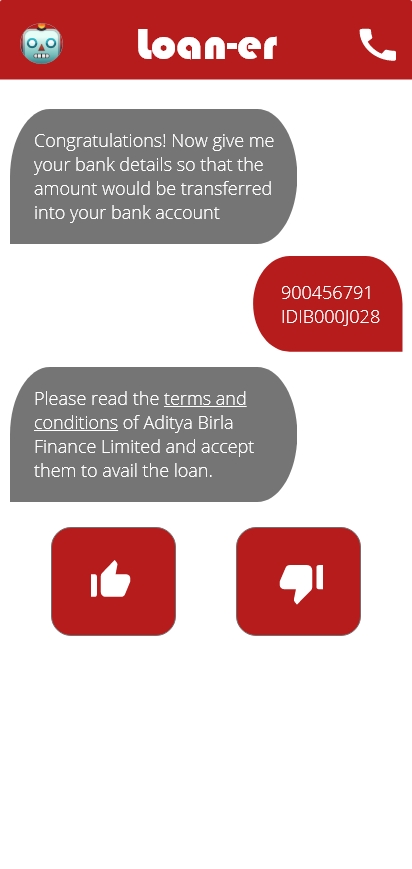 Loan-er
Congratulations! Now give me
your bank details so that the
amount would be transferred
into your bank account
900456791
IDIB000J028
Please read the terms and
conditions of Aditya Birla
Finance Limited and accept
them to avail the loan.